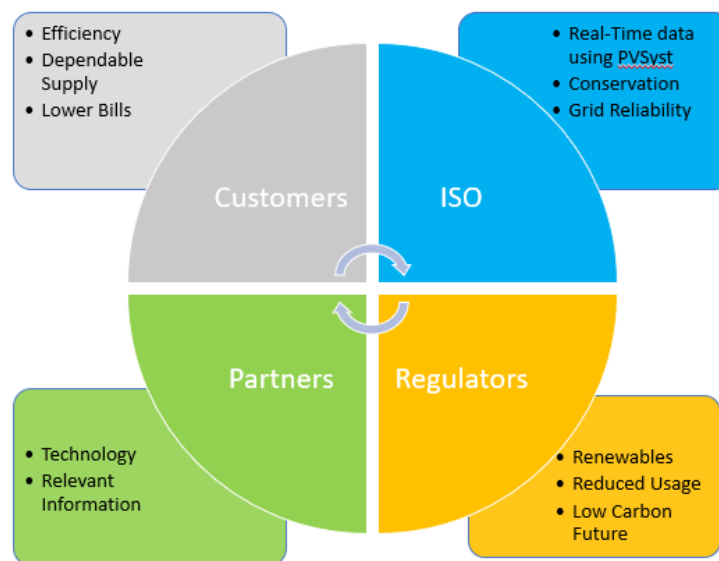 • Efficiency
• Dependable
Supply
• Lower Bills
• Real-Time data
using PVSyst
• Conservation
• Grid Reliability
Customers
ISO
Partners
Regulators
• Technology
• Relevant
Information
• Renewables
• Reduced Usage
• Low Carbon
Future